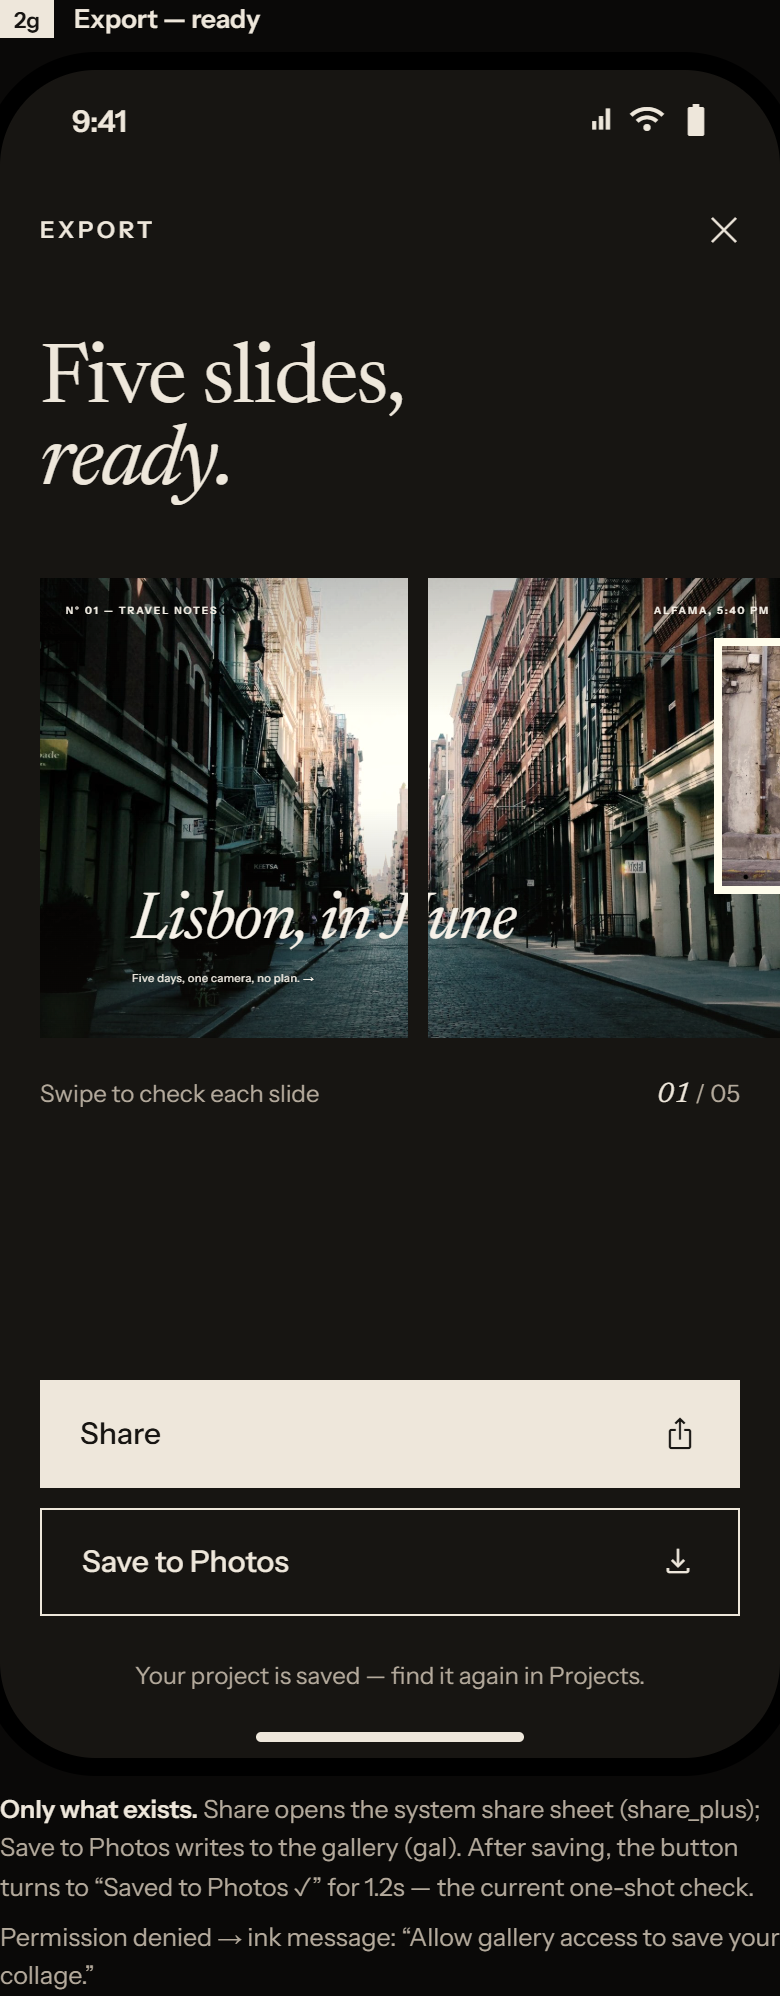 2g Export — ready
9:41
EXPORT
Five slides,
ready.
N° 01 — TRAVEL NOTES
ALFAMA, 5:40 PM
Lisbon, in June
Five days, one camera, no plan. →
Swipe to check each slide
01 / 05
Share
Save to Photos
Your project is saved — find it again in Projects.
Only what exists. Share opens the system share sheet (share_plus);
Save to Photos writes to the gallery (gal). After saving, the button
turns to “Saved to Photos ✓” for 1.2s — the current one-shot check.
Permission denied → ink message: “Allow gallery access to save your
collage.”